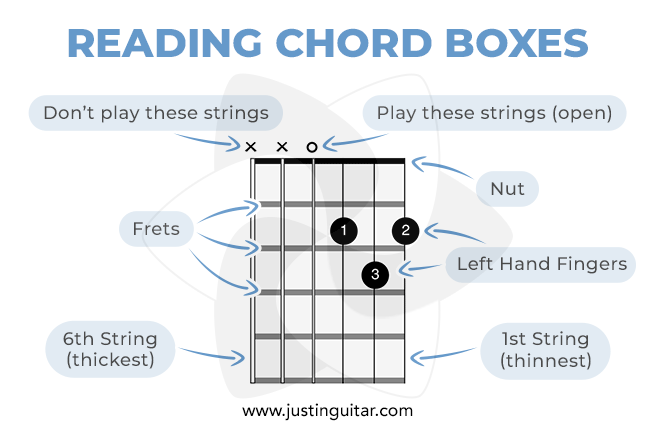 READING CHORD BOXES
Don't play these strings
Play these strings (open)
× × o
Nut
Frets
1 2
Left Hand Fingers
3
6th String
(thickest)
1st String
(thinnest)
www.justinguitar.com